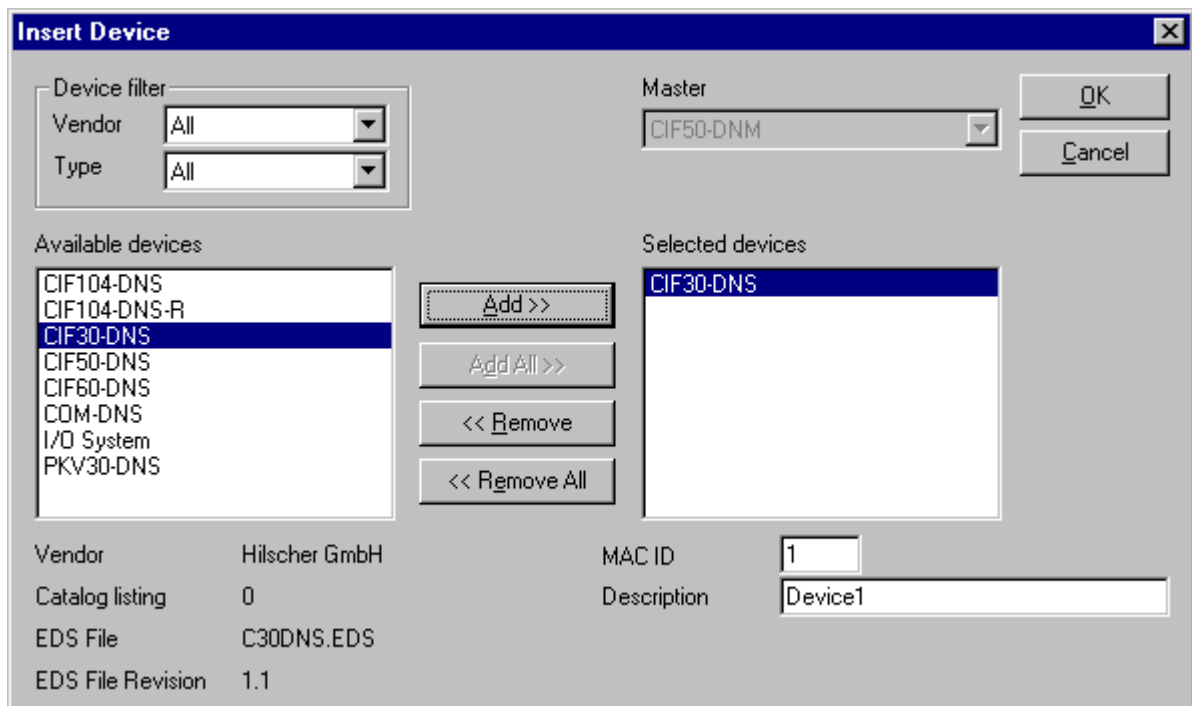 Insert Device
Device filter
Vendor All
Type All
Master
CIF50-DNM
OK
Cancel
Available devices
CIF104-DNS
CIF104-DNS-R
CIF30-DNS
CIF50-DNS
CIF60-DNS
COM-DNS
I/O System
PKV30-DNS
Add >>
Add All >>
<< Remove
<< Remove All
Selected devices
CIF30-DNS
Vendor Hilscher GmbH
Catalog listing 0
EDS File C30DNS.EDS
EDS File Revision 1.1
MAC ID 1
Description Device1